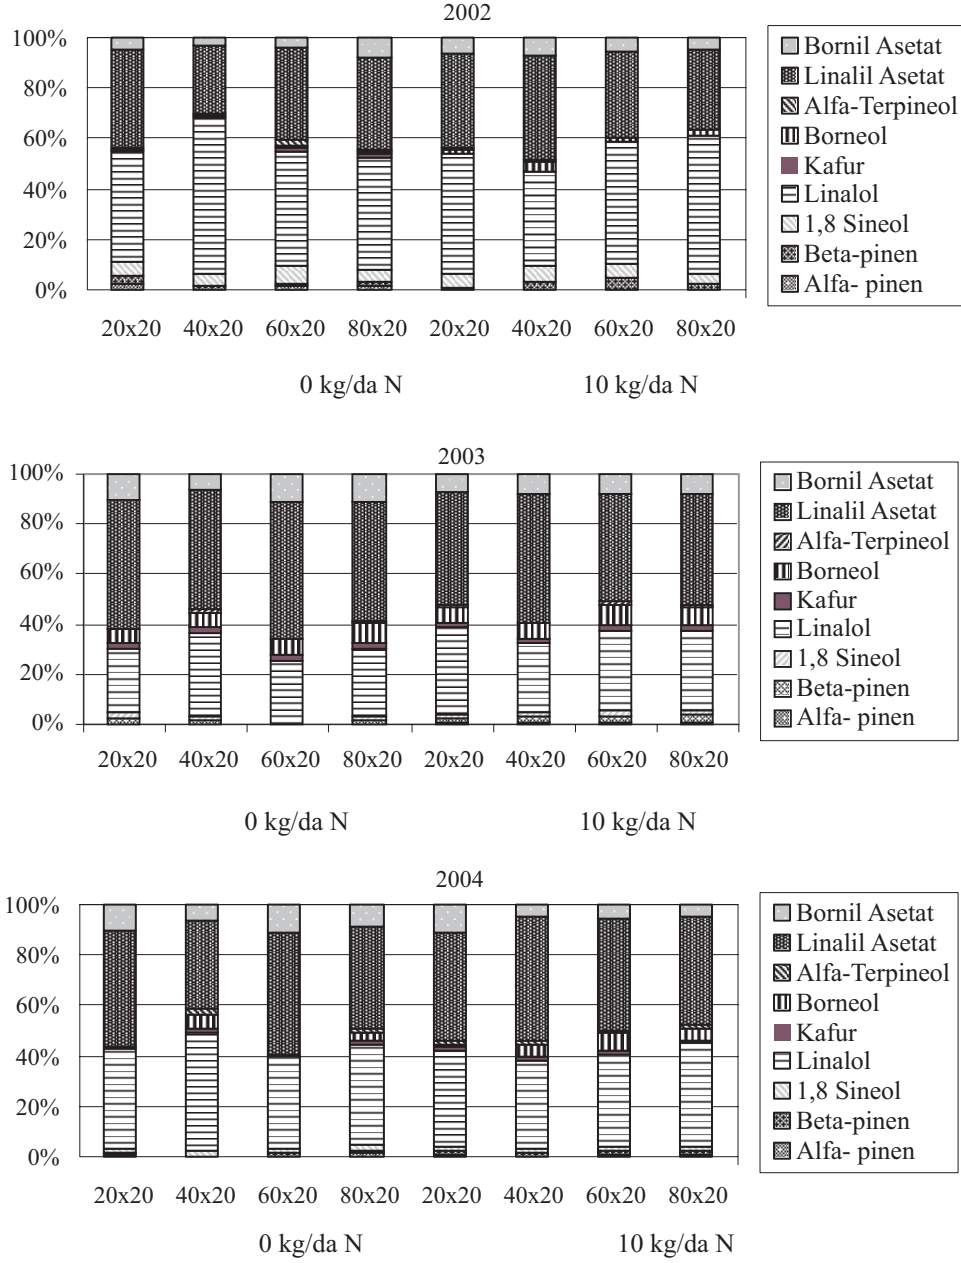 2002
100%
80%
60%
40%
20%
0%
20x20 40x20 60x20 80x20 20x20 40x20 60x20 80x20
0 kg/da N 10 kg/da N
Bornil Asetat
Linalil Asetat
Alfa-Terpineol
Borneol
Kafur
Linalol
1,8 Sineol
Beta-pinen
Alfa- pinen
2003
100%
80%
60%
40%
20%
0%
20x20 40x20 60x20 80x20 20x20 40x20 60x20 80x20
0 kg/da N 10 kg/da N
Bornil Asetat
Linalil Asetat
Alfa-Terpineol
Borneol
Kafur
Linalol
1,8 Sineol
Beta-pinen
Alfa- pinen
2004
100%
80%
60%
40%
20%
0%
20x20 40x20 60x20 80x20 20x20 40x20 60x20 80x20
0 kg/da N 10 kg/da N
Bornil Asetat
Linalil Asetat
Alfa-Terpineol
Borneol
Kafur
Linalol
1,8 Sineol
Beta-pinen
Alfa- pinen